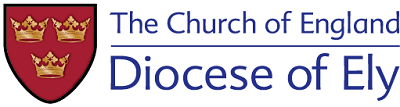 The Church of England
Diocese of Ely